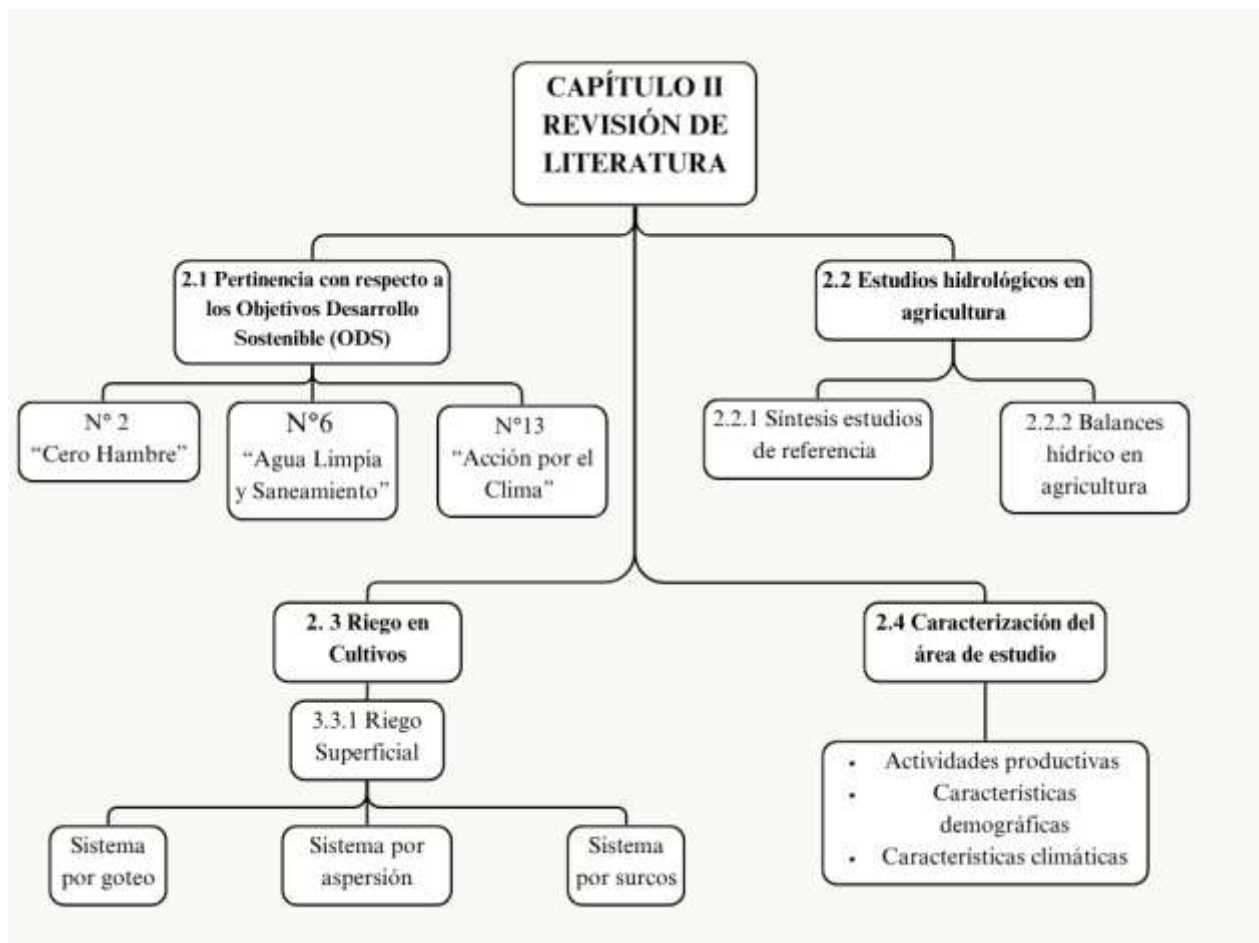 CAPÍTULO II
REVISIÓN DE
LITERATURA
2.1 Pertinencia con respecto a
los Objetivos Desarrollo
Sostenible (ODS)
2.2 Estudios hidrológicos en
agricultura
N° 2
“Cero Hambre”
N°6
“Agua Limpia
y Saneamiento”
N°13
“Acción por el
Clima”
2.2.1 Síntesis estudios
de referencia
2.2.2 Balances
hídrico en
agricultura
2. 3 Riego en
Cultivos
2.4 Caracterización del
área de estudio
3.3.1 Riego
Superficial
• Actividades productivas
• Características
demográficas
• Características climáticas
Sistema
por goteo
Sistema por
aspersión
Sistema
por surcos